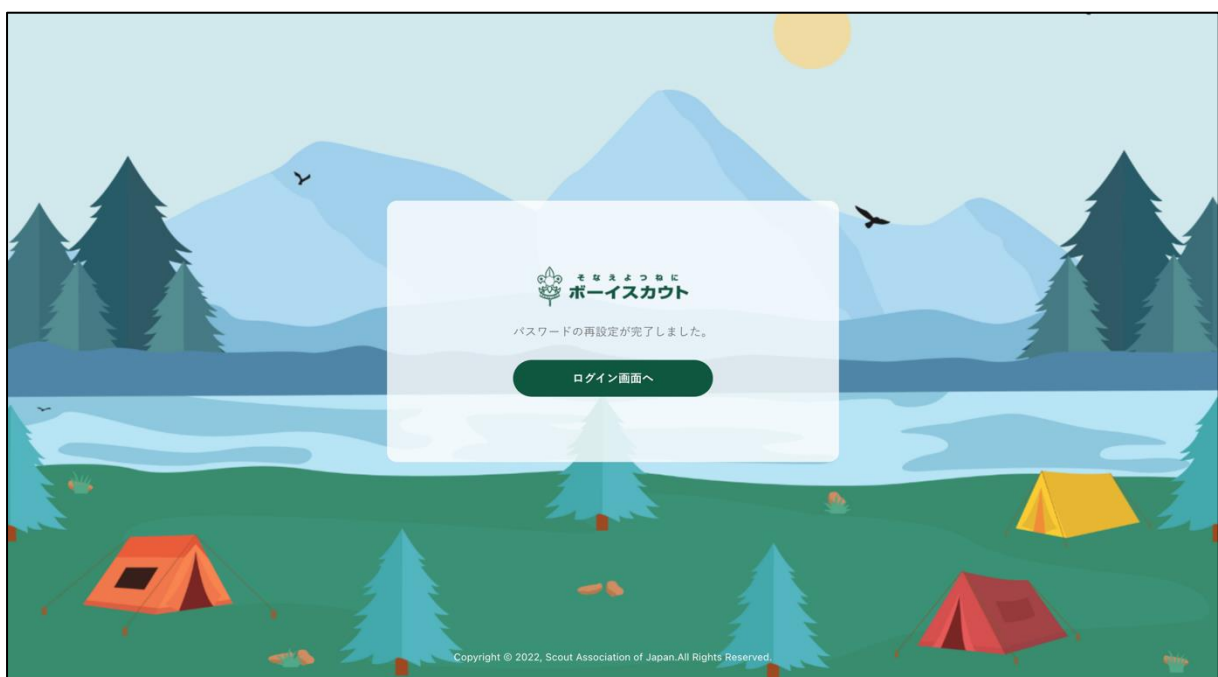 そなえよつねに
ボーイスカウト
パスワードの再設定が完了しました。
ログイン画面へ
Copyright © 2022, Scout Association of Japan.All Rights Reserved.